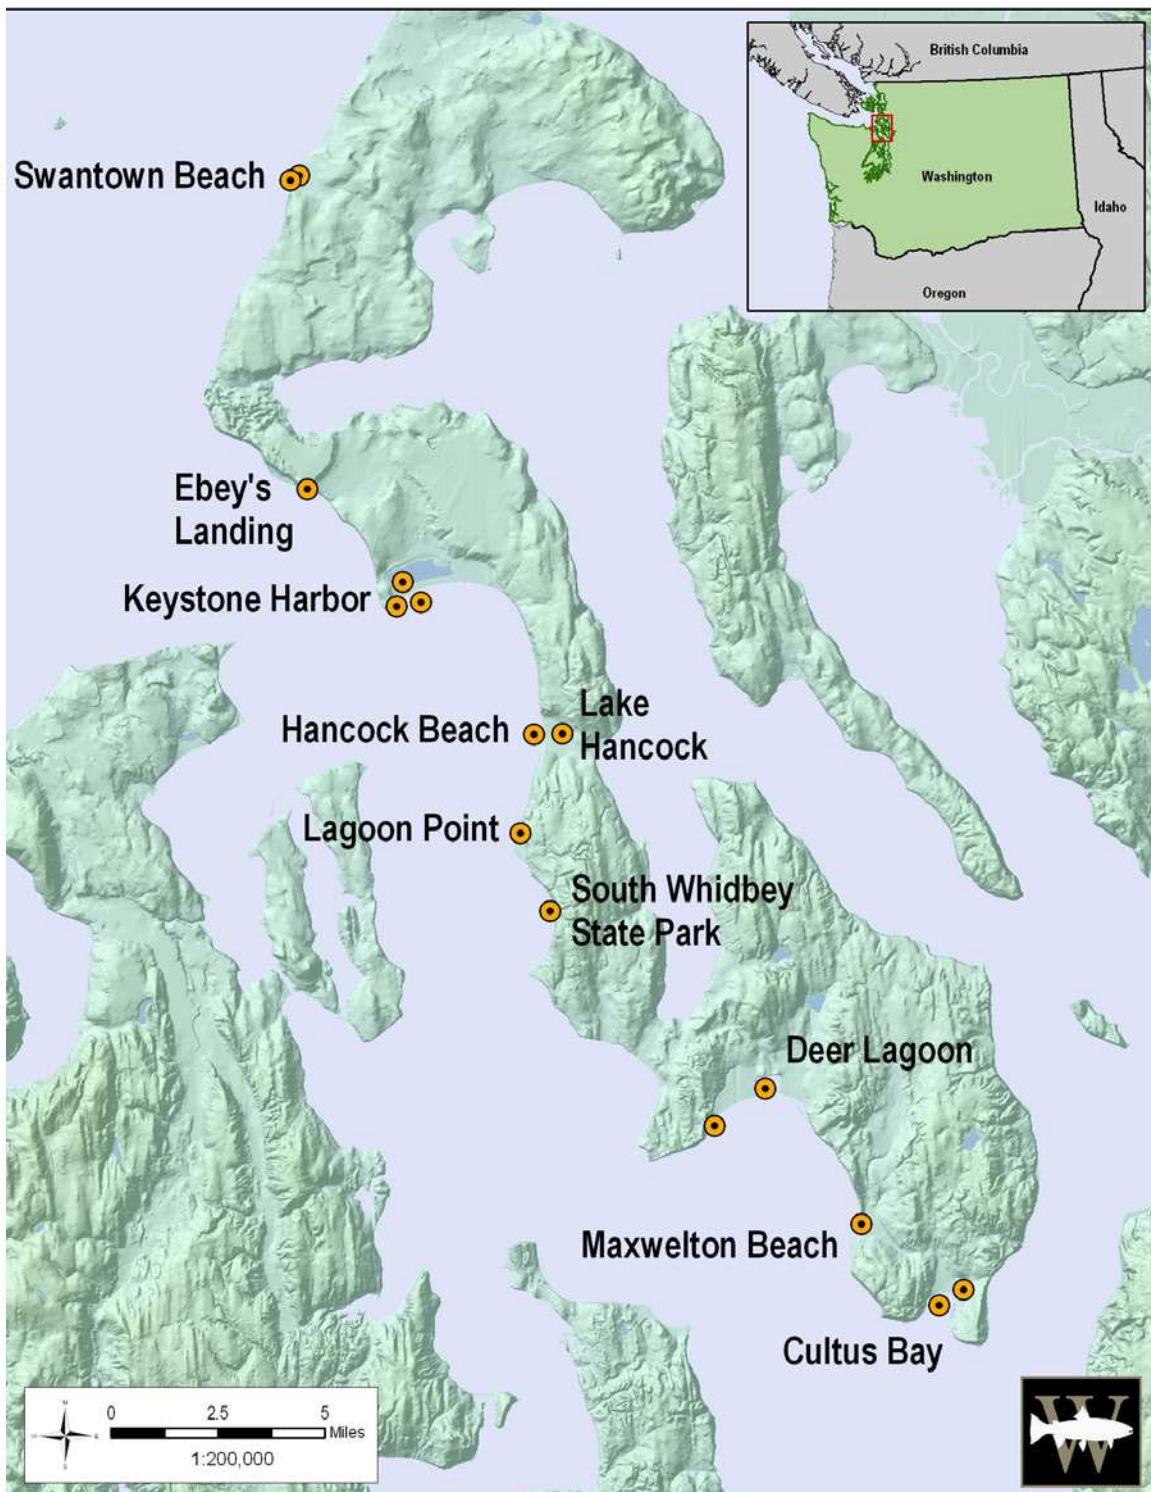 British Columbia
Washington
Idaho
Oregon
Swantown Beach
Ebey's
Landing
Keystone Harbor
Lake
Hancock
Hancock Beach
Lagoon Point
South Whidbey
State Park
Deer Lagoon
Maxwelton Beach
Cultus Bay
N
W
E
S
0 2.5 5
Miles
1:200,000
W